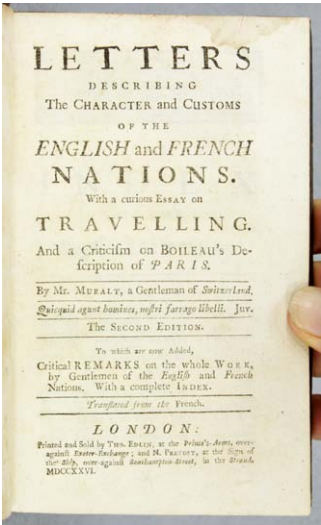 LETTERS
DESCRIBING
The CHARACTER and CUSTOMS
OF THE
ENGLISH and FRENCH
NATIONS.
With a curious ESSAY on
TRAVELLING.
And a Criticiſm on BOILEAU's De-
ſcription of PARIS.
By Mr. MURALT, a Gentleman of Switzerland.
Quicquid agunt homines, noſtri farrago libelli. JUV.
The SECOND EDITION.
To which are now Added,
Critical REMARKS on the whole WORK,
by Gentlemen of the Engliſh and French
Nations. With a complete INDEX.
Tranſlated from the French.
LONDON:
Printed and Sold by THO. EDLIN, at the Prince's-Arms, over-
againſt Exeter-Exchange; and N. PREVOST, at the Sign of
the Ship, over-againſt Southampton-Street, in the Strand.
MDCCXXVI.